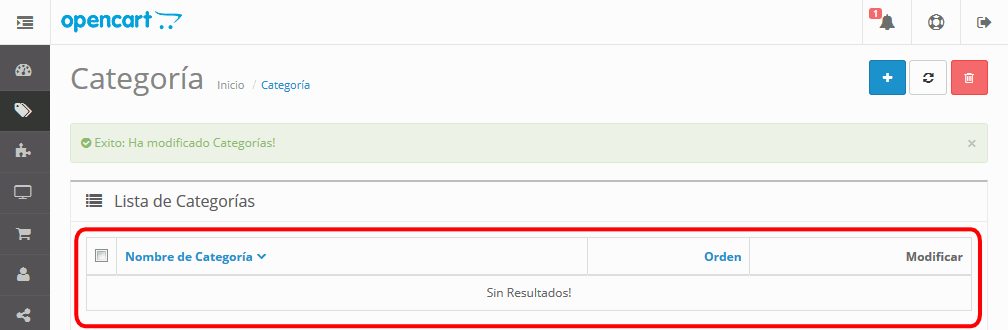 opencart
1
Categoría Inicio / Categoría
Exito: Ha modificado Categorías! ×
Lista de Categorías
Nombre de Categoría Orden Modificar
Sin Resultados!